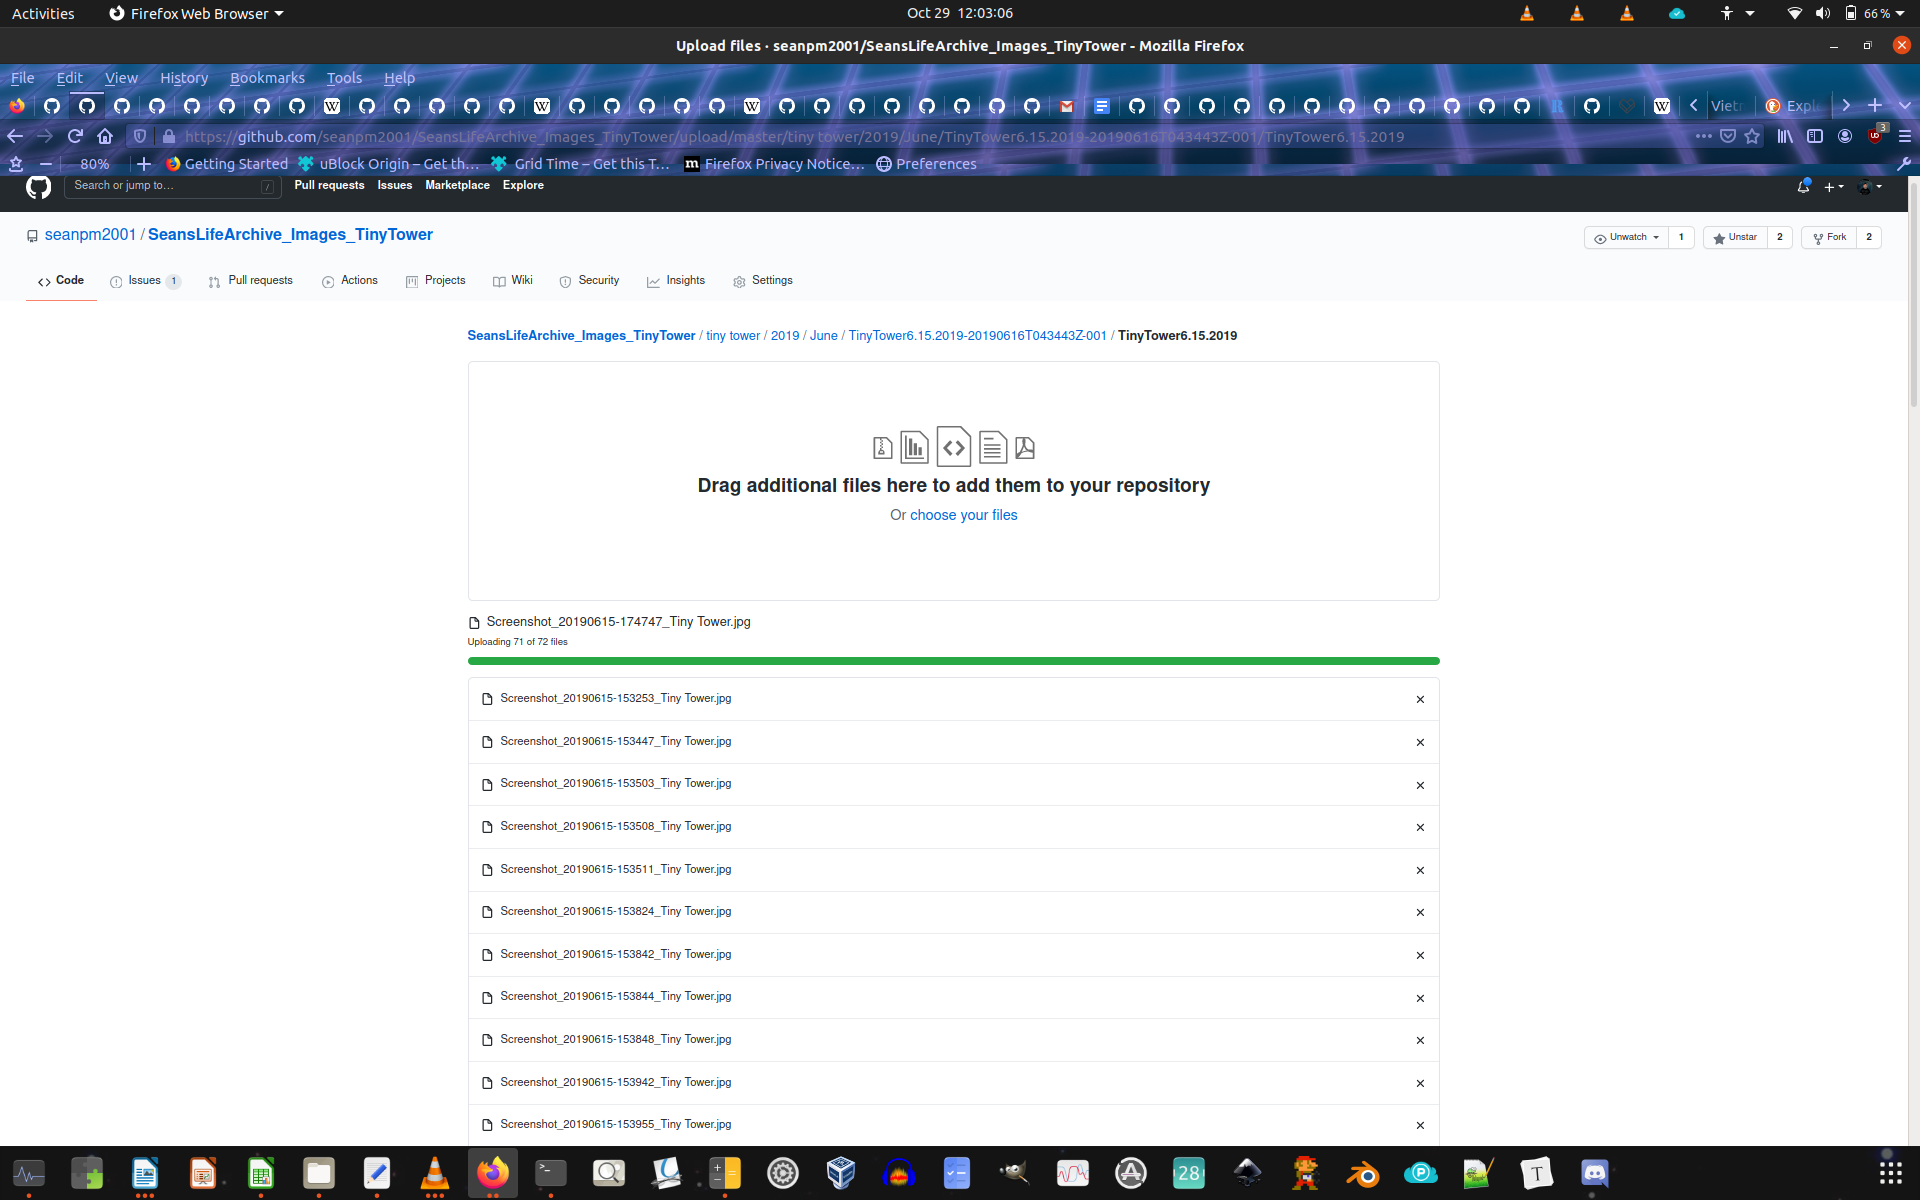 Activities Firefox Web Browser Oct 29 12:03:06 66 %
Upload files · seanpm2001/SeansLifeArchive_Images_TinyTower - Mozilla Firefox
File Edit View History Bookmarks Tools Help
Viet Expl
https://github.com/seanpm2001/SeansLifeArchive_Images_TinyTower/upload/master/tiny tower/2019/June/TinyTower6.15.2019-20190616T043443Z-001/TinyTower6.15.2019 3
80% Getting Started uBlock Origin – Get th… Grid Time – Get this T… Firefox Privacy Notice… Preferences
Search or jump to… / Pull requests Issues Marketplace Explore
seanpm2001 / SeansLifeArchive_Images_TinyTower Unwatch 1 Unstar 2 Fork 2
Code Issues 1 Pull requests Actions Projects Wiki Security Insights Settings
SeansLifeArchive_Images_TinyTower / tiny tower / 2019 / June / TinyTower6.15.2019-20190616T043443Z-001 / TinyTower6.15.2019
Drag additional files here to add them to your repository
Or choose your files
Screenshot_20190615-174747_Tiny Tower.jpg
Uploading 71 of 72 files
Screenshot_20190615-153253_Tiny Tower.jpg
Screenshot_20190615-153447_Tiny Tower.jpg
Screenshot_20190615-153503_Tiny Tower.jpg
Screenshot_20190615-153508_Tiny Tower.jpg
Screenshot_20190615-153511_Tiny Tower.jpg
Screenshot_20190615-153824_Tiny Tower.jpg
Screenshot_20190615-153842_Tiny Tower.jpg
Screenshot_20190615-153844_Tiny Tower.jpg
Screenshot_20190615-153848_Tiny Tower.jpg
Screenshot_20190615-153942_Tiny Tower.jpg
Screenshot_20190615-153955_Tiny Tower.jpg
28